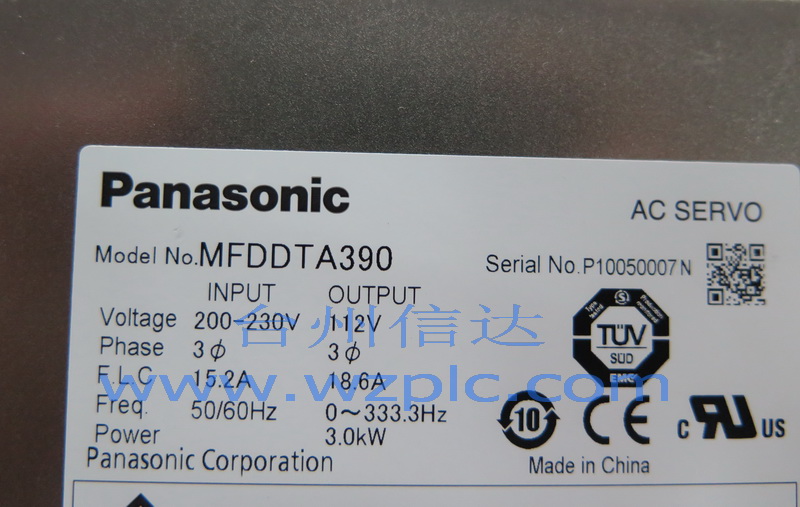 Panasonic
AC SERVO
Model No. MFDDTA390
Serial No. P10050007N
INPUT OUTPUT
Voltage 200-230V 112V
Phase 3ϕ 3ϕ
F.L.C 15.2A 18.6A
Freq. 50/60Hz 0~333.3Hz
Power 3.0kW
Panasonic Corporation
TÜV
SÜD
EMC
10
CE
c RU US
Made in China
台州信达
www.wzplc.com